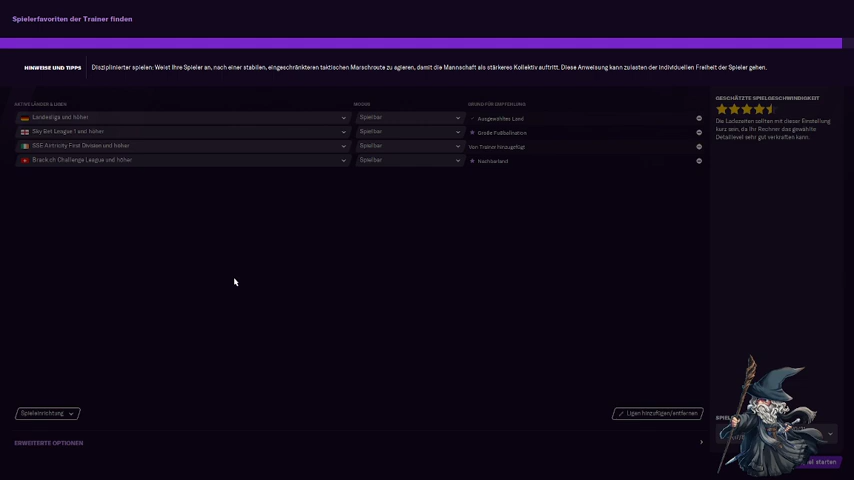 Spielerfavoriten der Trainer finden
HINWEISE UND TIPPS
Disziplinierter spielen: Weist Ihre Spieler an, nach einer stabilen, eingeschränkteren taktischen Marschroute zu agieren, damit die Mannschaft als stärkeres Kollektiv auftritt. Diese Anweisung kann zulasten der individuellen Freiheit der Spieler gehen.
AKTIVE LÄNDER & LIGEN MODUS GRUND FÜR EMPFEHLUNG
Landesliga und höher Spielbar Ausgewähltes Land
Sky Bet League 1 und höher Spielbar Große Fußballnation
SSE Airtricity First Division und höher Spielbar Von Trainer hinzugefügt
Brack.ch Challenge League und höher Spielbar Nachbarland
GESCHÄTZTE SPIELGESCHWINDIGKEIT
Die Ladezeiten sollten mit dieser Einstellung
kurz sein, da Ihr Rechner das gewählte
Detaillevel sehr gut verkraften kann.
Spieleinrichtung
Ligen hinzufügen/entfernen
ERWEITERTE OPTIONEN
starten